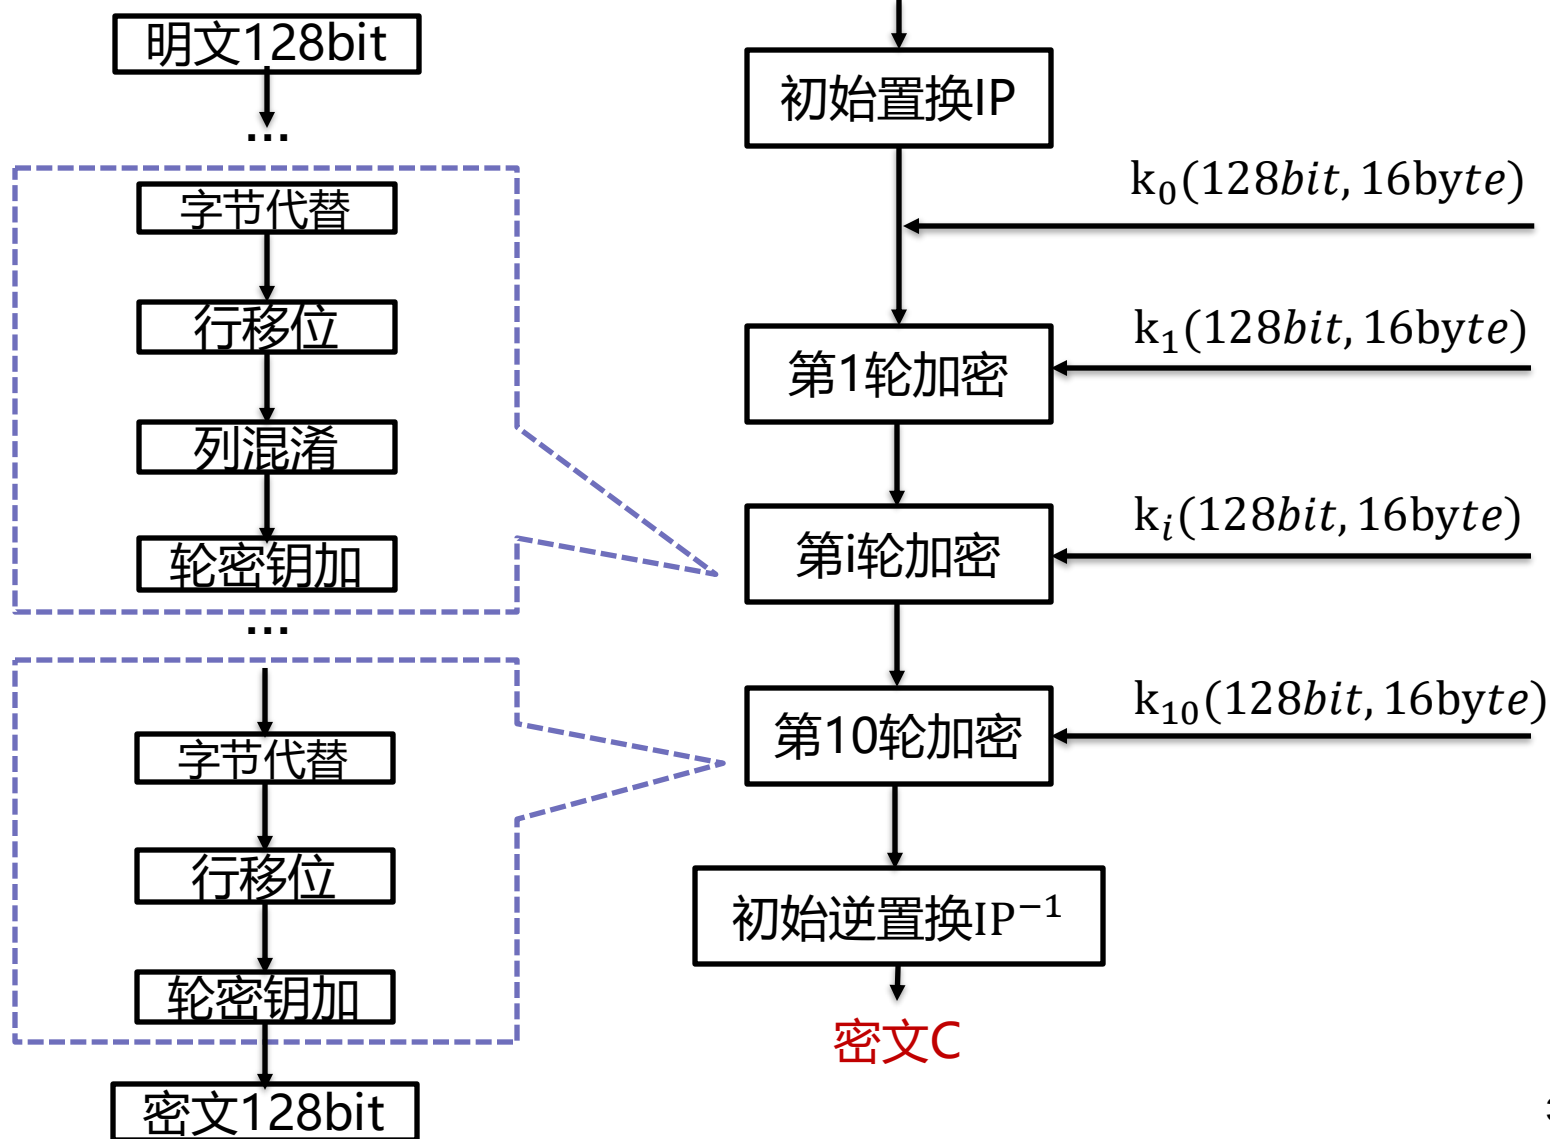 明文128bit
...
字节代替
行移位
列混淆
轮密钥加
...
字节代替
行移位
轮密钥加
密文128bit
初始置换IP
k₀(128bit, 16byte)
第1轮加密
k₁(128bit, 16byte)
第i轮加密
kᵢ(128bit, 16byte)
第10轮加密
k₁₀(128bit, 16byte)
初始逆置换IP⁻¹
密文C